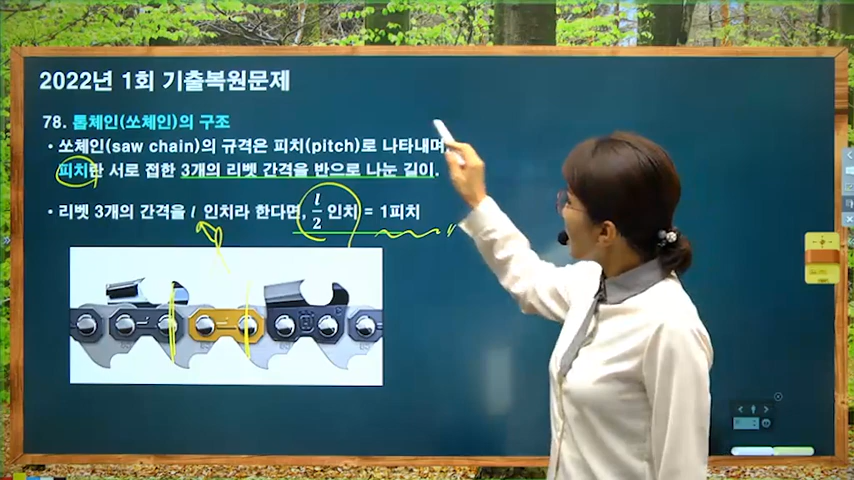 2022년 1회 기출복원문제
78. 톱체인(쏘체인)의 구조
• 쏘체인(saw chain)의 규격은 피치(pitch)로 나타내며,
피치란 서로 접한 3개의 리벳 간격을 반으로 나눈 길이.
• 리벳 3개의 간격을 l 인치라 한다면, l/2 인치 = 1피치